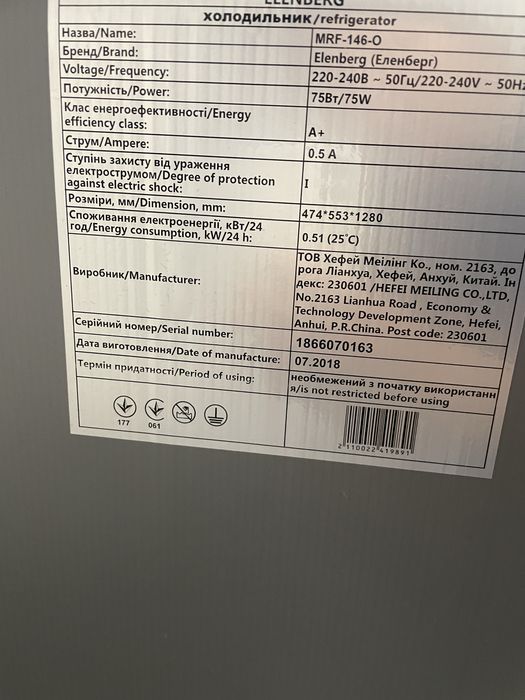 ELENBERG
холодильник/refrigerator
Назва/Name: MRF-146-O
Бренд/Brand: Elenberg (Еленберг)
Voltage/Frequency: 220-240В ~ 50Гц/220-240V ~ 50Hz
Потужність/Power: 75Вт/75W
Клас енергоефективності/Energy
efficiency class: A+
Струм/Ampere: 0.5 A
Ступінь захисту від ураження
електрострумом/Degree of protection
against electric shock: I
Розміри, мм/Dimension, mm: 474*553*1280
Споживання електроенергії, кВт/24
год/Energy consumption, kW/24 h: 0.51 (25°C)
Виробник/Manufacturer:
ТОВ Хефей Меілінг Ко., ном. 2163, до
рога Ліанхуа, Хефей, Анхуй, Китай. Ін
декс: 230601 /HEFEI MEILING CO.,LTD,
No.2163 Lianhua Road , Economy &
Technology Development Zone, Hefei,
Anhui, P.R.China. Post code: 230601
Серійний номер/Serial number: 1866070163
Дата виготовлення/Date of manufacture: 07.2018
Термін придатності/Period of using: необмежений з початку використанн
я/is not restricted before using
177 061
2 110022 419891